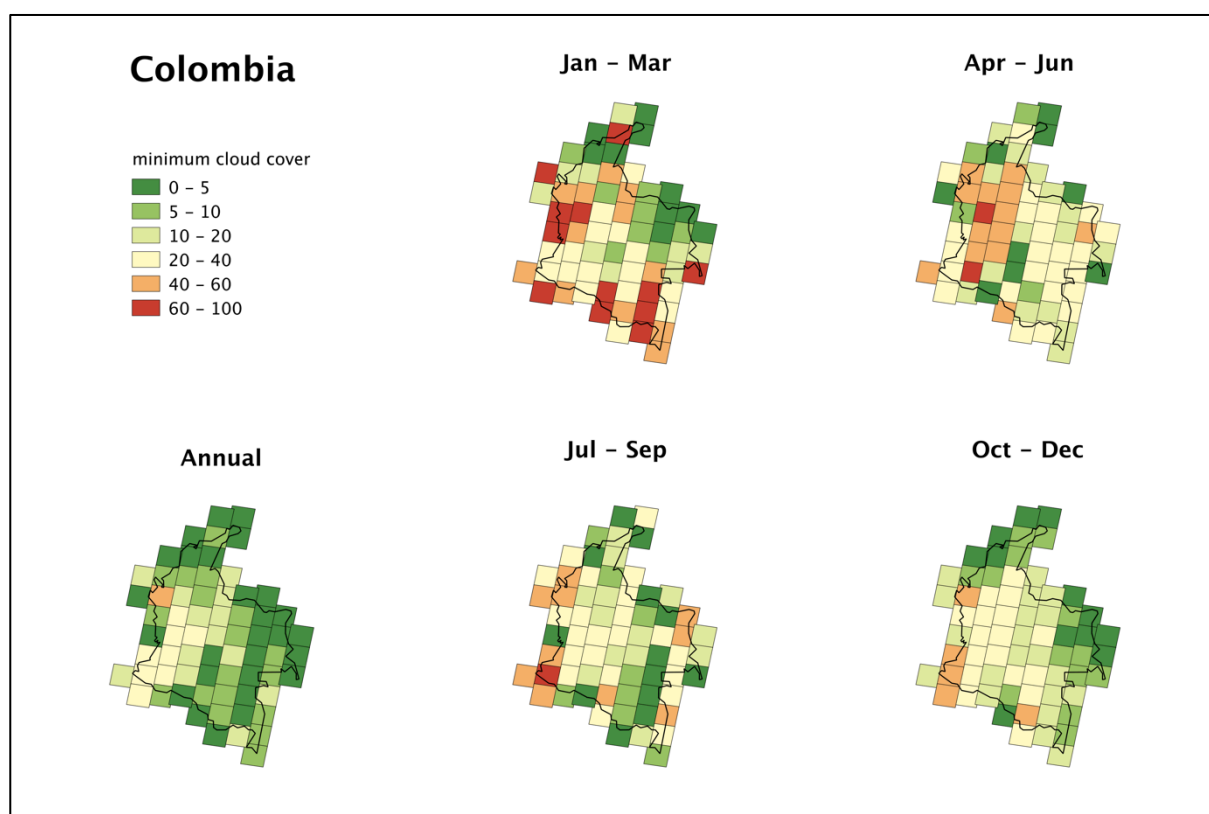 Colombia
minimum cloud cover
0 – 5
5 – 10
10 – 20
20 – 40
40 – 60
60 – 100
Jan – Mar
Apr – Jun
Annual
Jul – Sep
Oct – Dec